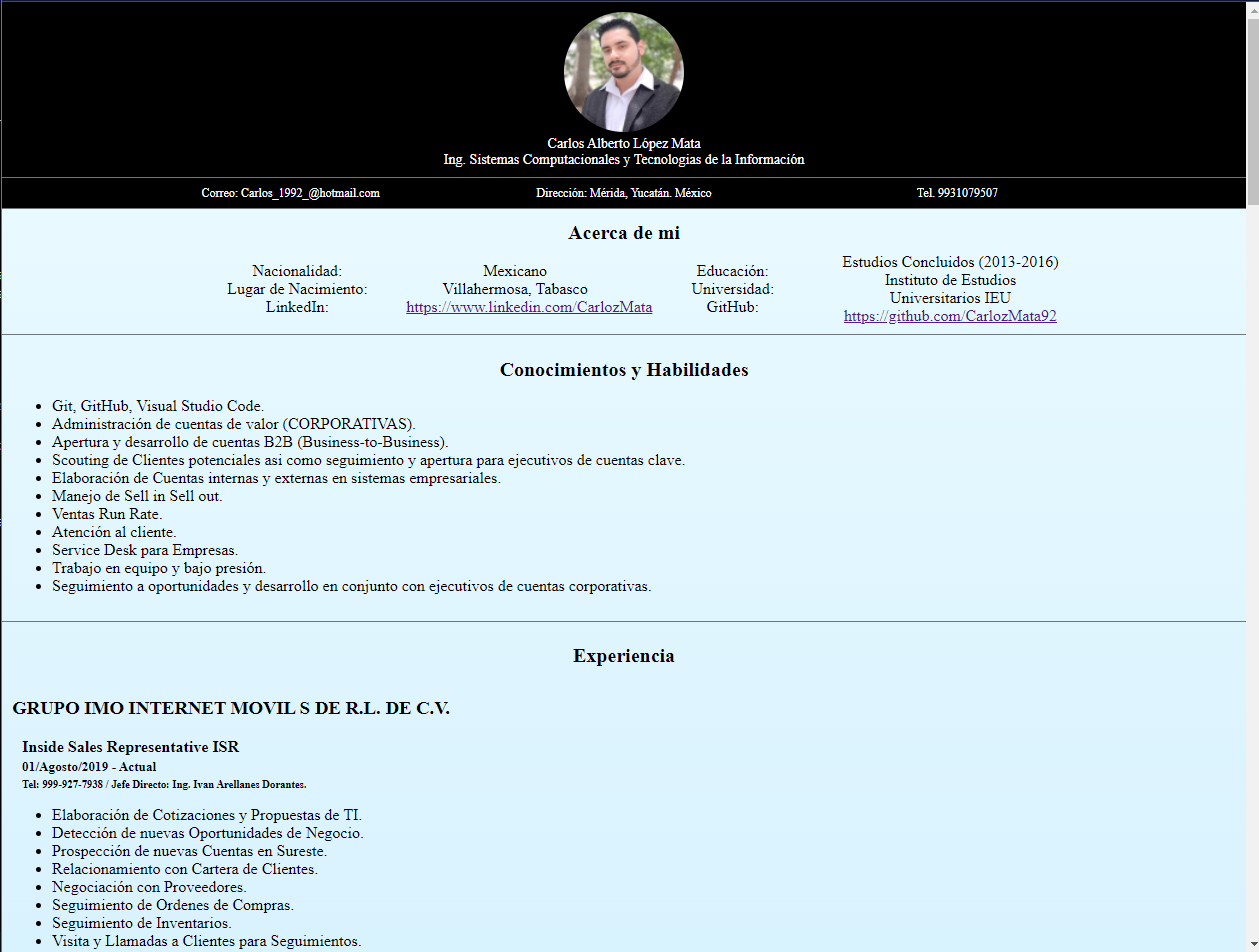 Carlos Alberto López Mata
Ing. Sistemas Computacionales y Tecnologias de la Información
Correo: Carlos_1992_@hotmail.com
Dirección: Mérida, Yucatán. México
Tel. 9931079507
Acerca de mi
Nacionalidad:
Lugar de Nacimiento:
LinkedIn:
Mexicano
Villahermosa, Tabasco
https://www.linkedin.com/CarlozMata
Educación:
Universidad:
GitHub:
Estudios Concluidos (2013-2016)
Instituto de Estudios
Universitarios IEU
https://github.com/CarlozMata92
Conocimientos y Habilidades
• Git, GitHub, Visual Studio Code.
• Administración de cuentas de valor (CORPORATIVAS).
• Apertura y desarrollo de cuentas B2B (Business-to-Business).
• Scouting de Clientes potenciales asi como seguimiento y apertura para ejecutivos de cuentas clave.
• Elaboración de Cuentas internas y externas en sistemas empresariales.
• Manejo de Sell in Sell out.
• Ventas Run Rate.
• Atención al cliente.
• Service Desk para Empresas.
• Trabajo en equipo y bajo presión.
• Seguimiento a oportunidades y desarrollo en conjunto con ejecutivos de cuentas corporativas.
Experiencia
GRUPO IMO INTERNET MOVIL S DE R.L. DE C.V.
Inside Sales Representative ISR
01/Agosto/2019 - Actual
Tel: 999-927-7938 / Jefe Directo: Ing. Ivan Arellanes Dorantes.
• Elaboración de Cotizaciones y Propuestas de TI.
• Detección de nuevas Oportunidades de Negocio.
• Prospección de nuevas Cuentas en Sureste.
• Relacionamiento con Cartera de Clientes.
• Negociación con Proveedores.
• Seguimiento de Ordenes de Compras.
• Seguimiento de Inventarios.
• Visita y Llamadas a Clientes para Seguimientos.